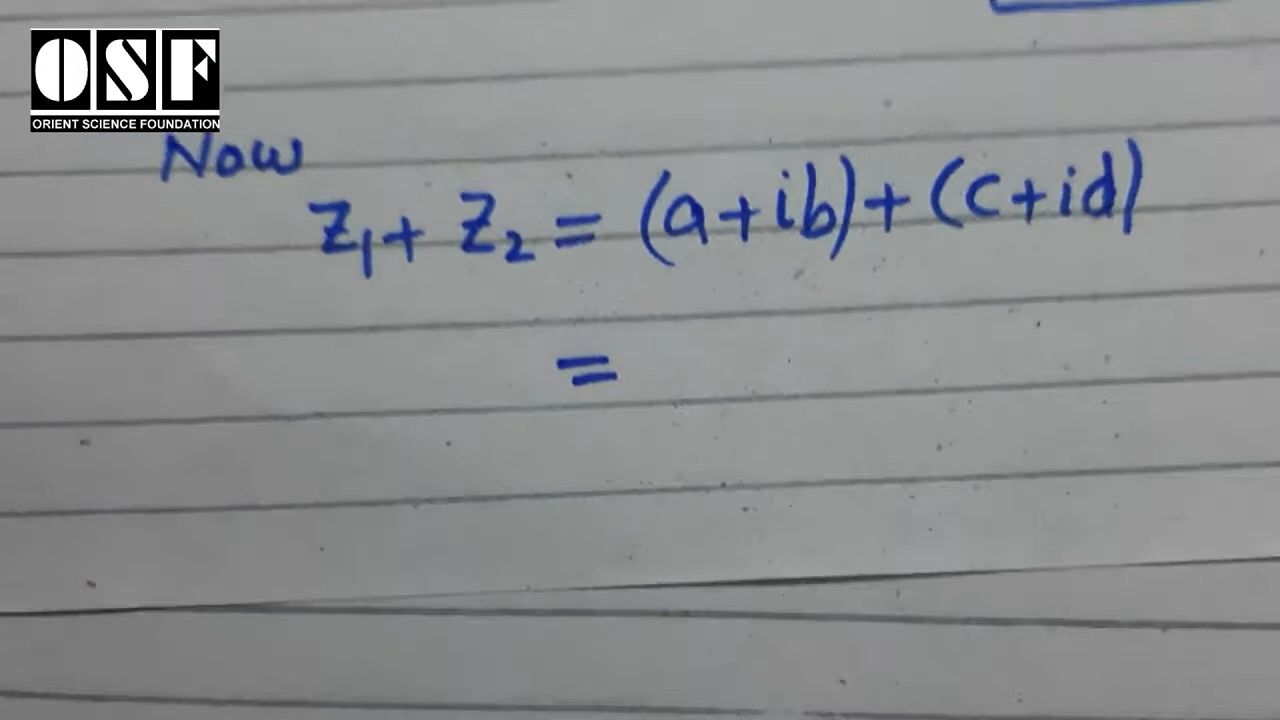 OSF
ORIENT SCIENCE FOUNDATION
Now
z₁ + z₂ = (a+ib)+(c+id)
=